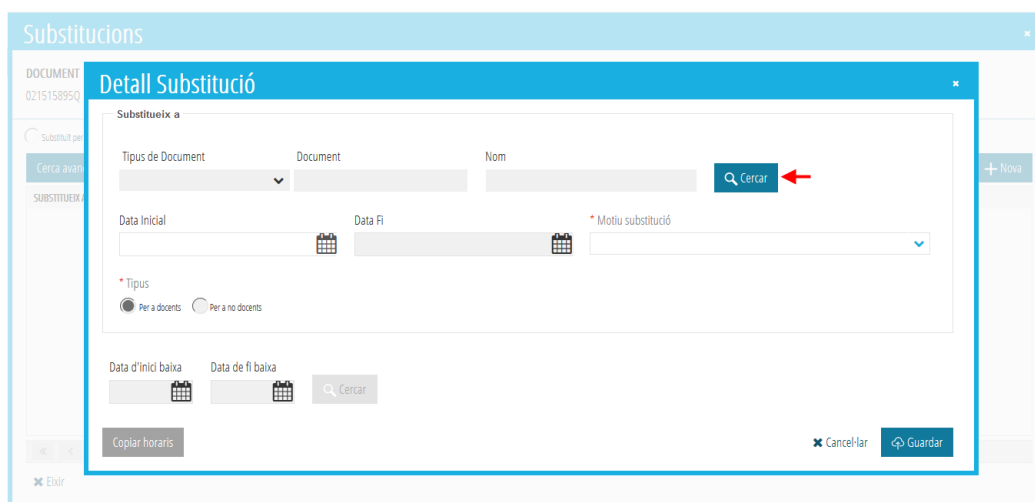 Substitucions
DOCUMENT
021515895Q
Substituït per
Cerca avan
Nova
SUBSTITUEIX A
Detall Substitució
Substitueix a
Tipus de Document Document Nom
Cercar
Data Inicial Data Fi * Motiu substitució
* Tipus
Per a docents Per a no docents
Data d'inici baixa Data de fi baixa
Cercar
Copiar horaris Cancel·lar Guardar
Eixir